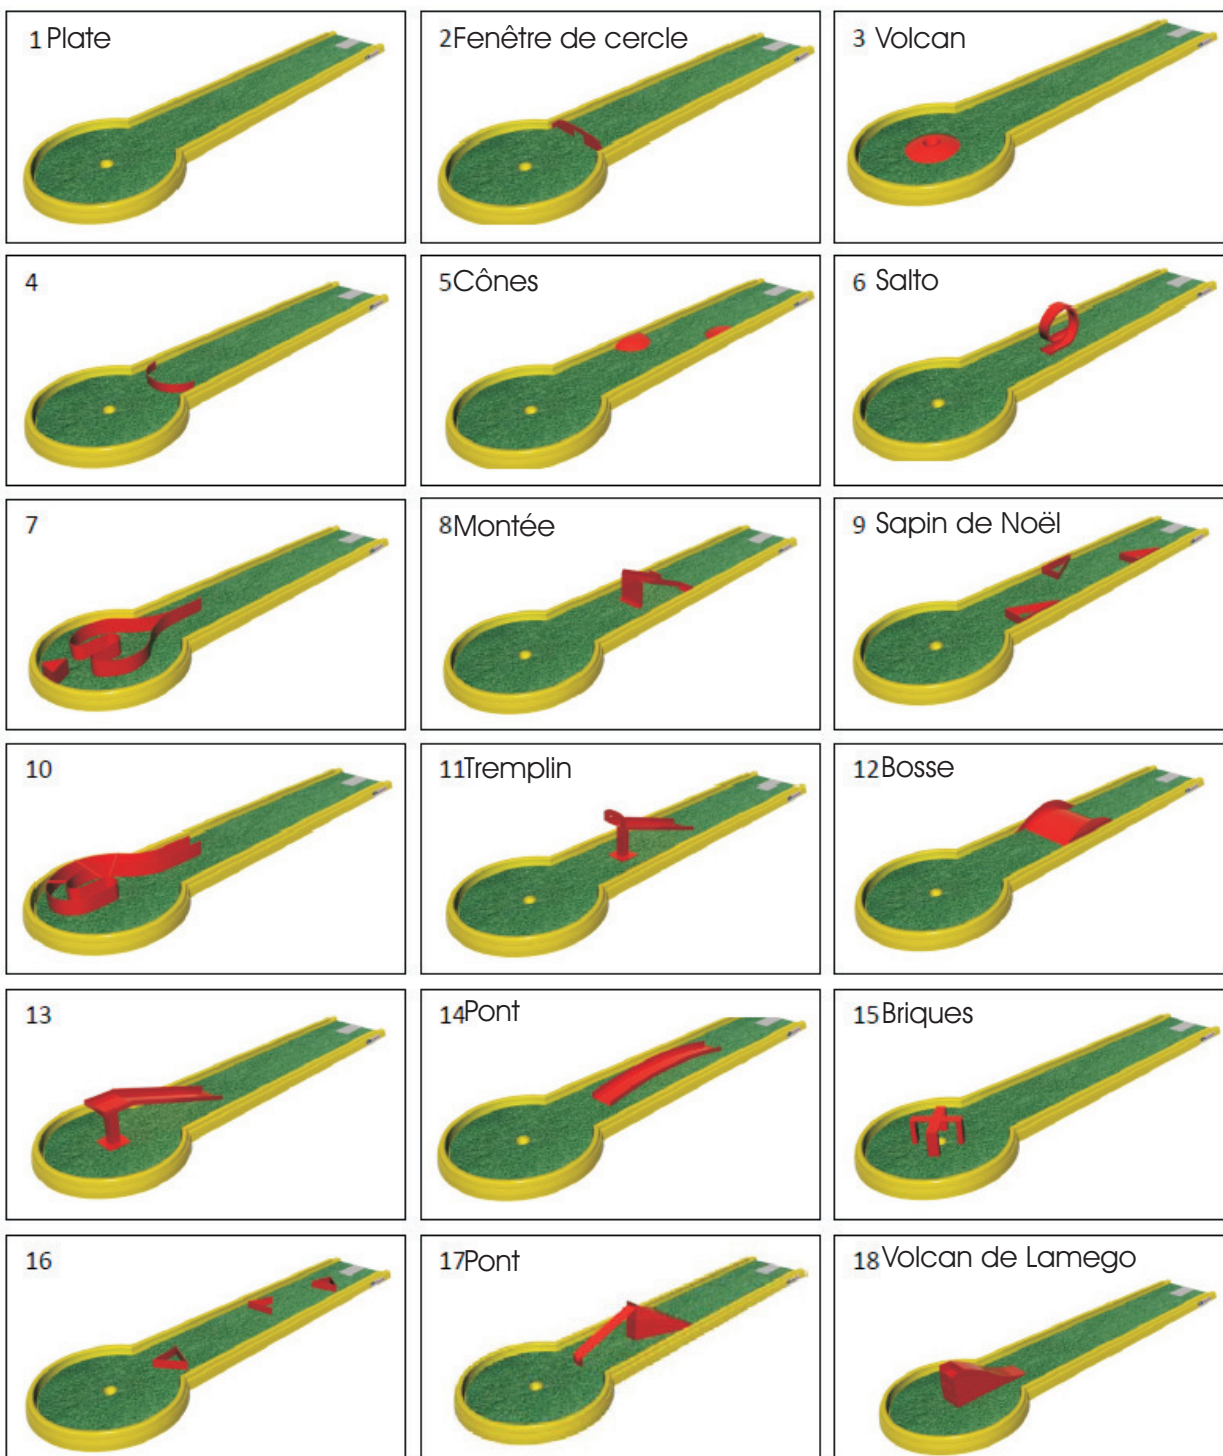 1 Plate
2 Fenêtre de cercle
3 Volcan
4
5 Cônes
6 Salto
7
8 Montée
9 Sapin de Noël
10
11 Tremplin
12 Bosse
13
14 Pont
15 Briques
16
17 Pont
18 Volcan de Lamego